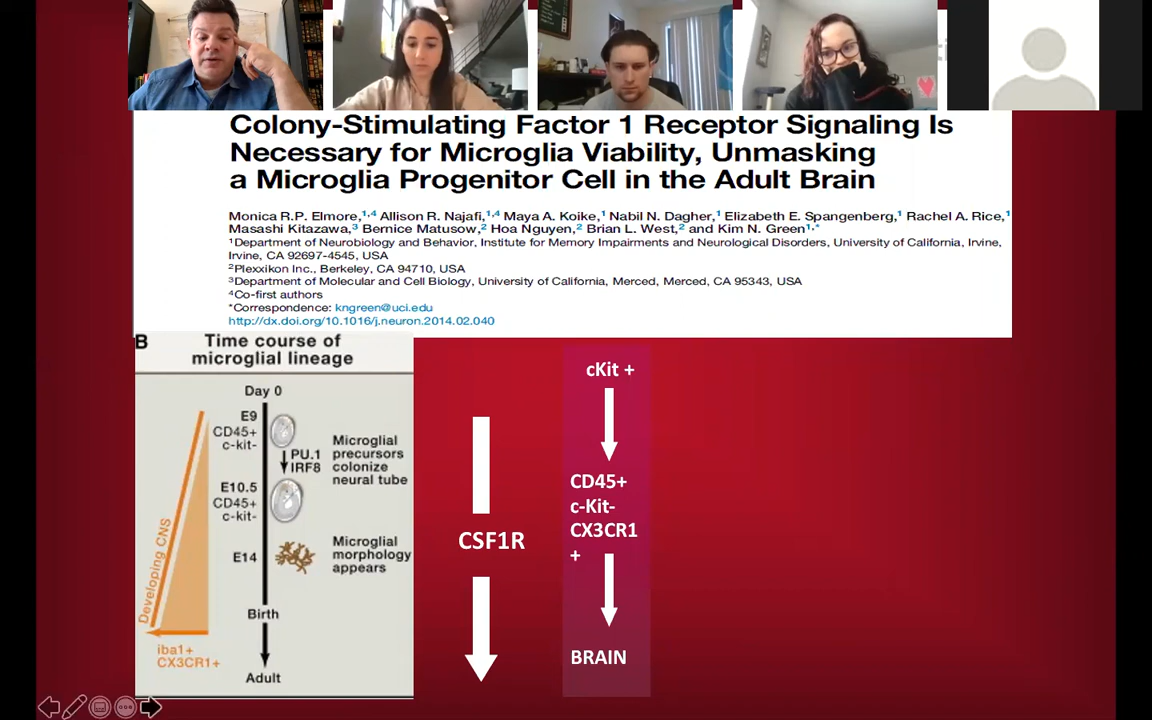 Colony-Stimulating Factor 1 Receptor Signaling Is
Necessary for Microglia Viability, Unmasking
a Microglia Progenitor Cell in the Adult Brain
Monica R.P. Elmore,1,4 Allison R. Najafi,1,4 Maya A. Koike,1 Nabil N. Dagher,1 Elizabeth E. Spangenberg,1 Rachel A. Rice,1
Masashi Kitazawa,3 Bernice Matusow,2 Hoa Nguyen,2 Brian L. West,2 and Kim N. Green1,*
1Department of Neurobiology and Behavior, Institute for Memory Impairments and Neurological Disorders, University of California, Irvine,
Irvine, CA 92697-4545, USA
2Plexxikon Inc., Berkeley, CA 94710, USA
3Department of Molecular and Cell Biology, University of California, Merced, Merced, CA 95343, USA
4Co-first authors
*Correspondence: kngreen@uci.edu
http://dx.doi.org/10.1016/j.neuron.2014.02.040
B
Time course of
microglial lineage
Day 0
E9
CD45+
c-kit-
PU.1
IRF8
Microglial
precursors
colonize
neural tube
E10.5
CD45+
c-kit-
E14
Microglial
morphology
appears
Developing CNS
Birth
iba1+
CX3CR1+
Adult
CSF1R
cKit +
CD45+
c-Kit-
CX3CR1
+
BRAIN